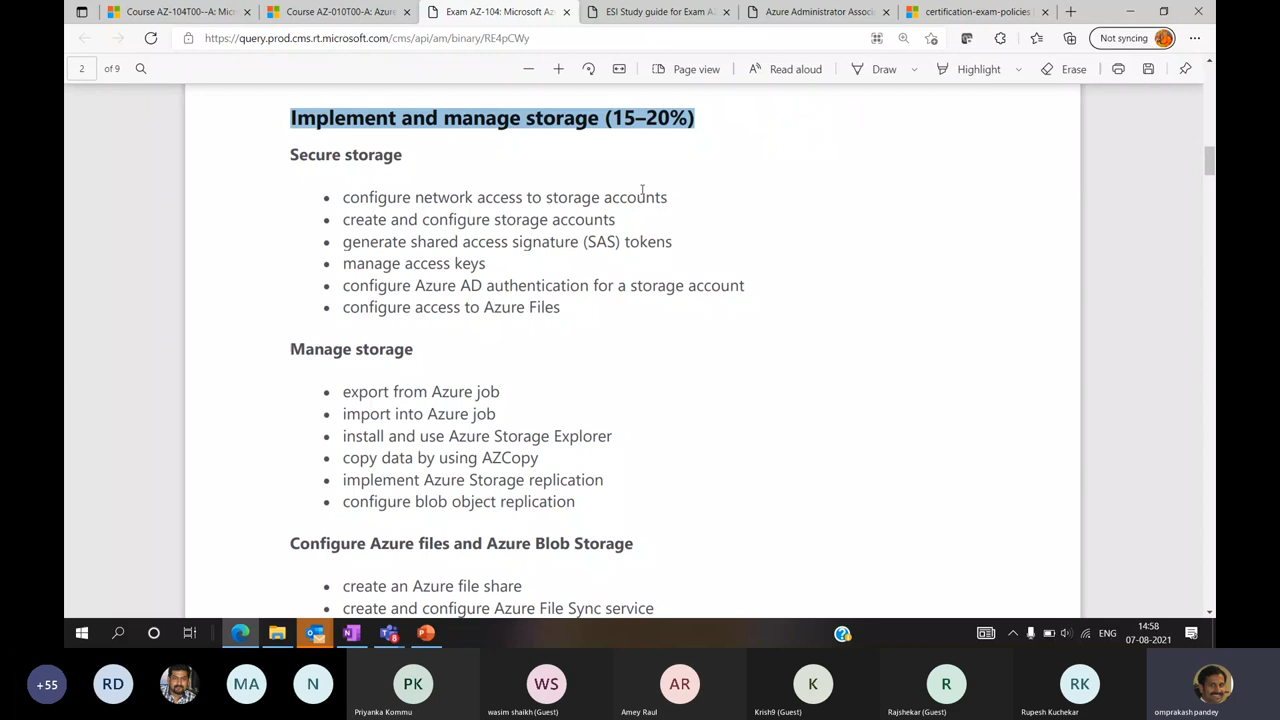 Course AZ-104T00--A: Mic
Course AZ-010T00-A: Azure
Exam AZ-104: Microsoft Az
ESI Study guide for Exam A
Azure Administrator Assoc
certification-exam-policies
https://query.prod.cms.rt.microsoft.com/cms/api/am/binary/RE4pCWy
Not syncing
2 of 9
Page view
Read aloud
Draw
Highlight
Erase
Implement and manage storage (15–20%)
Secure storage
• configure network access to storage accounts
• create and configure storage accounts
• generate shared access signature (SAS) tokens
• manage access keys
• configure Azure AD authentication for a storage account
• configure access to Azure Files
Manage storage
• export from Azure job
• import into Azure job
• install and use Azure Storage Explorer
• copy data by using AZCopy
• implement Azure Storage replication
• configure blob object replication
Configure Azure files and Azure Blob Storage
• create an Azure file share
• create and configure Azure File Sync service
ENG
14:58
07-08-2021
+55
RD
MA
N
PK
WS
AR
K
R
RK
Priyanka Kommu
wasim shaikh (Guest)
Amey Raul
Krish9 (Guest)
Rajshekar (Guest)
Rupesh Kuchekar
omprakash pandey